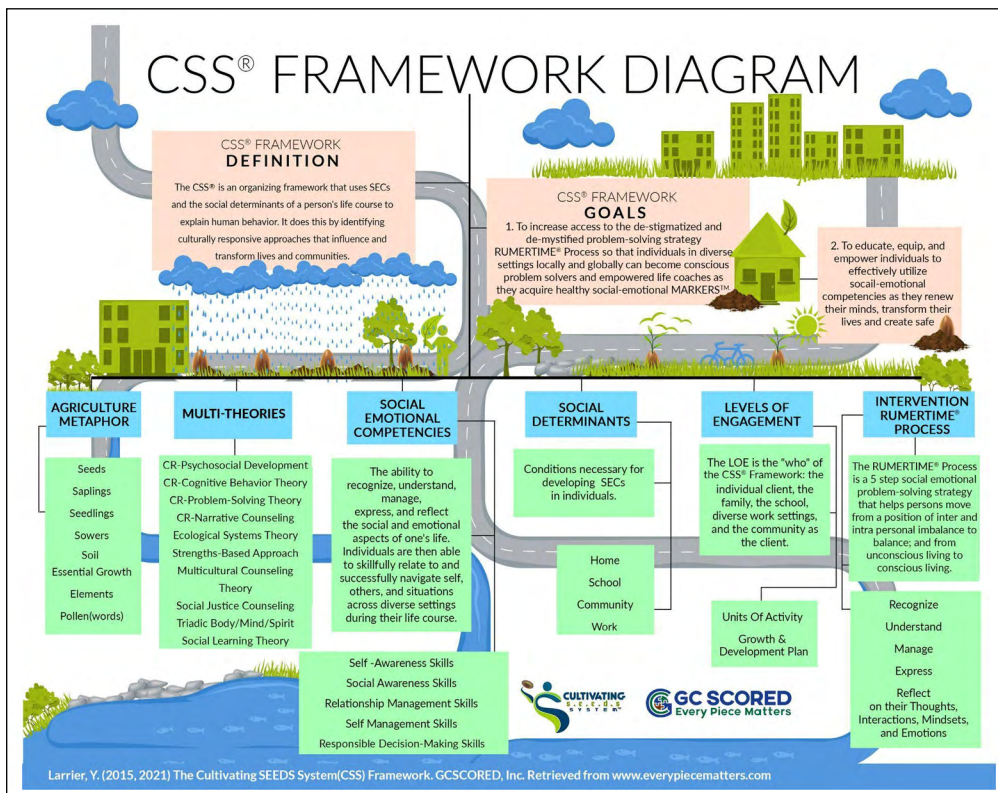 CSS® FRAMEWORK DIAGRAM
CSS® FRAMEWORK
DEFINITION
The CSS® is an organizing framework that uses SECs
and the social determinants of a person's life course to
explain human behavior. It does this by identifying
culturally responsive approaches that influence and
transform lives and communities.
CSS® FRAMEWORK
GOALS
1. To increase access to the de-stigmatized and
de-mystified problem-solving strategy
RUMERTIME® Process so that individuals in diverse
settings locally and globally can become conscious
problem solvers and empowered life coaches as
they acquire healthy social-emotional MARKERS™.
2. To educate, equip, and
empower individuals to
effectively utilize
socail-emotional
competencies as they renew
their minds, transform their
lives and create safe
AGRICULTURE
METAPHOR
Seeds
Saplings
Seedlings
Sowers
Soil
Essential Growth
Elements
Pollen(words)
MULTI-THEORIES
CR-Psychosocial Development
CR-Cognitive Behavior Theory
CR-Problem-Solving Theory
CR-Narrative Counseling
Ecological Systems Theory
Strengths-Based Approach
Multicultural Counseling
Theory
Social Justice Counseling
Triadic Body/Mind/Spirit
Social Learning Theory
SOCIAL
EMOTIONAL
COMPETENCIES
The ability to
recognize, understand,
manage,
express, and reflect
the social and emotional
aspects of one's life.
Individuals are then able
to skillfully relate to and
successfully navigate self,
others, and situations
across diverse settings
during their life course.
Self -Awareness Skills
Social Awareness Skills
Relationship Management Skills
Self Management Skills
Responsible Decision-Making Skills
SOCIAL
DETERMINANTS
Conditions necessary for
developing SECs
in individuals.
Home
School
Community
Work
LEVELS OF
ENGAGEMENT
The LOE is the "who" of
the CSS® Framework: the
individual client, the
family, the school,
diverse work settings,
and the community as
the client.
Units Of Activity
Growth &
Development Plan
INTERVENTION
RUMERTIME®
PROCESS
The RUMERTIME® Process
is a 5 step social emotional
problem-solving strategy
that helps persons move
from a position of inter and
intra personal imbalance to
balance; and from
unconscious living to
conscious living.
Recognize
Understand
Manage
Express
Reflect
on their Thoughts,
Interactions, Mindsets,
and Emotions
CULTIVATING
s.e.e.d.s
SYSTEM™
GC SCORED
Every Piece Matters
Larrier, Y. (2015, 2021) The Cultivating SEEDS System(CSS) Framework. GCSCORED, Inc. Retrieved from www.everypiecematters.com